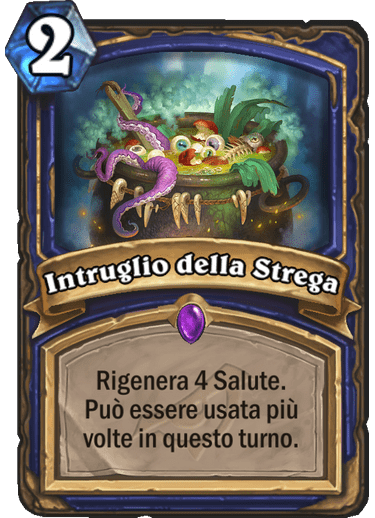 2
Intruglio della Strega
Rigenera 4 Salute.
Può essere usata più
volte in questo turno.